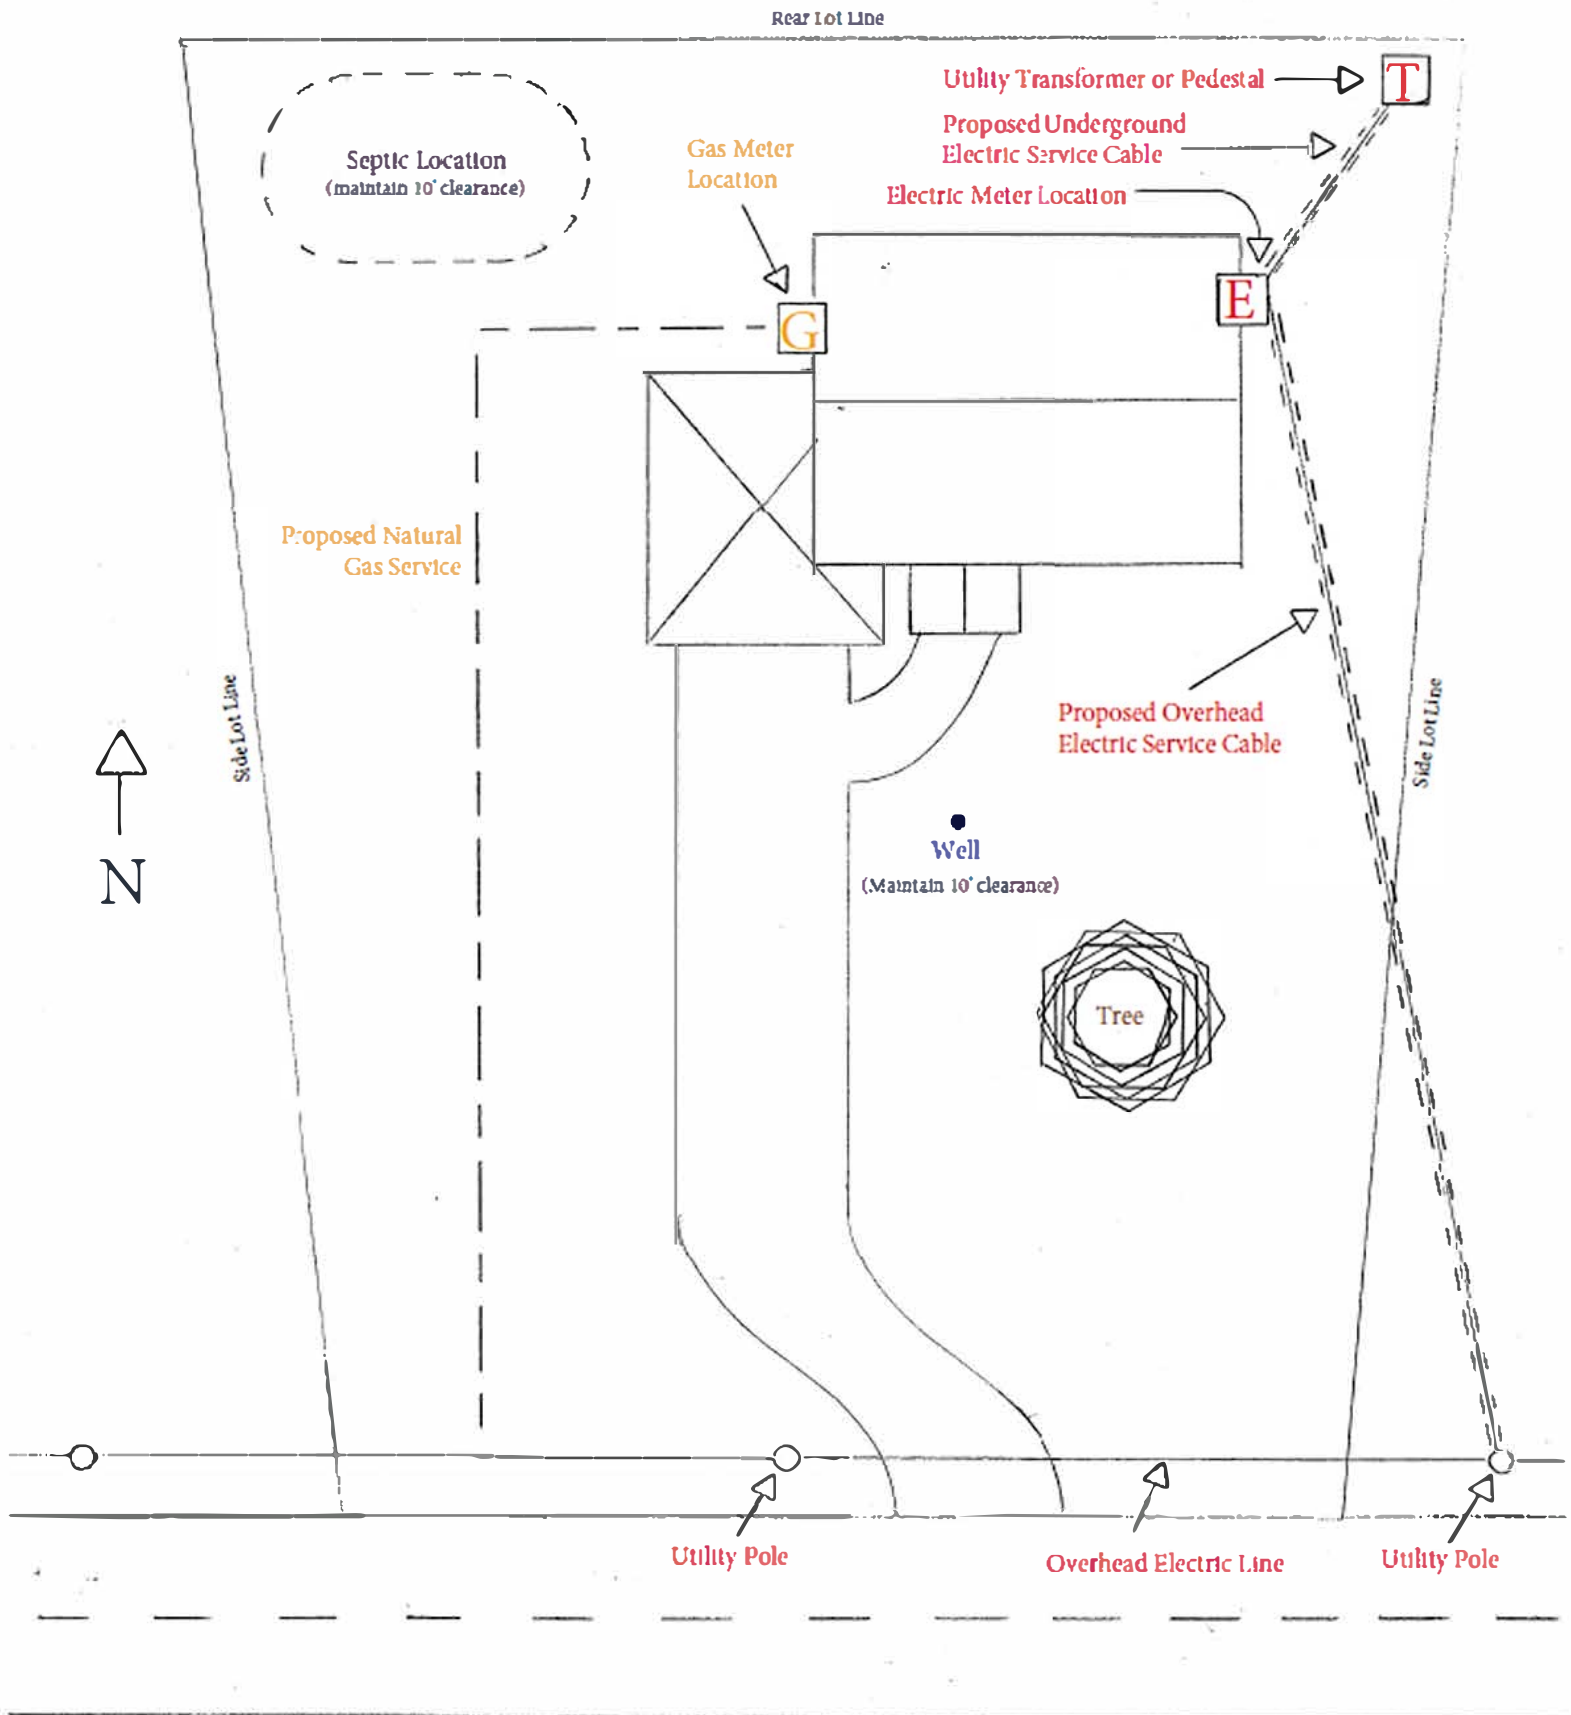 Rear Lot Line
Utility Transformer or Pedestal
T
Proposed Underground
Electric Service Cable
Electric Meter Location
Gas Meter
Location
Septic Location
(maintain 10' clearance)
G
E
Proposed Natural
Gas Service
Side Lot Line
Proposed Overhead
Electric Service Cable
Side Lot Line
N
Well
(Maintain 10' clearance)
Tree
Utility Pole
Overhead Electric Line
Utility Pole